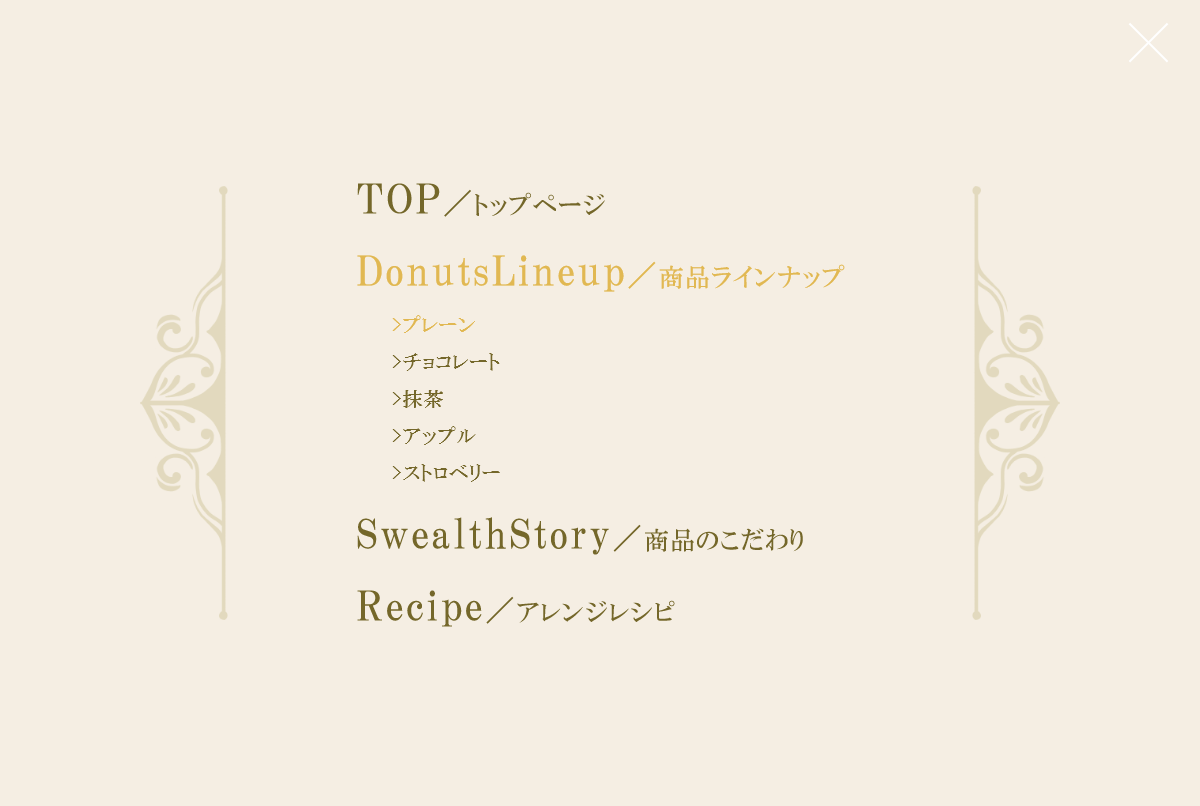 TOP／トップページ
DonutsLineup／商品ラインナップ
>プレーン
>チョコレート
>抹茶
>アップル
>ストロベリー
SwealthStory／商品のこだわり
Recipe／アレンジレシピ